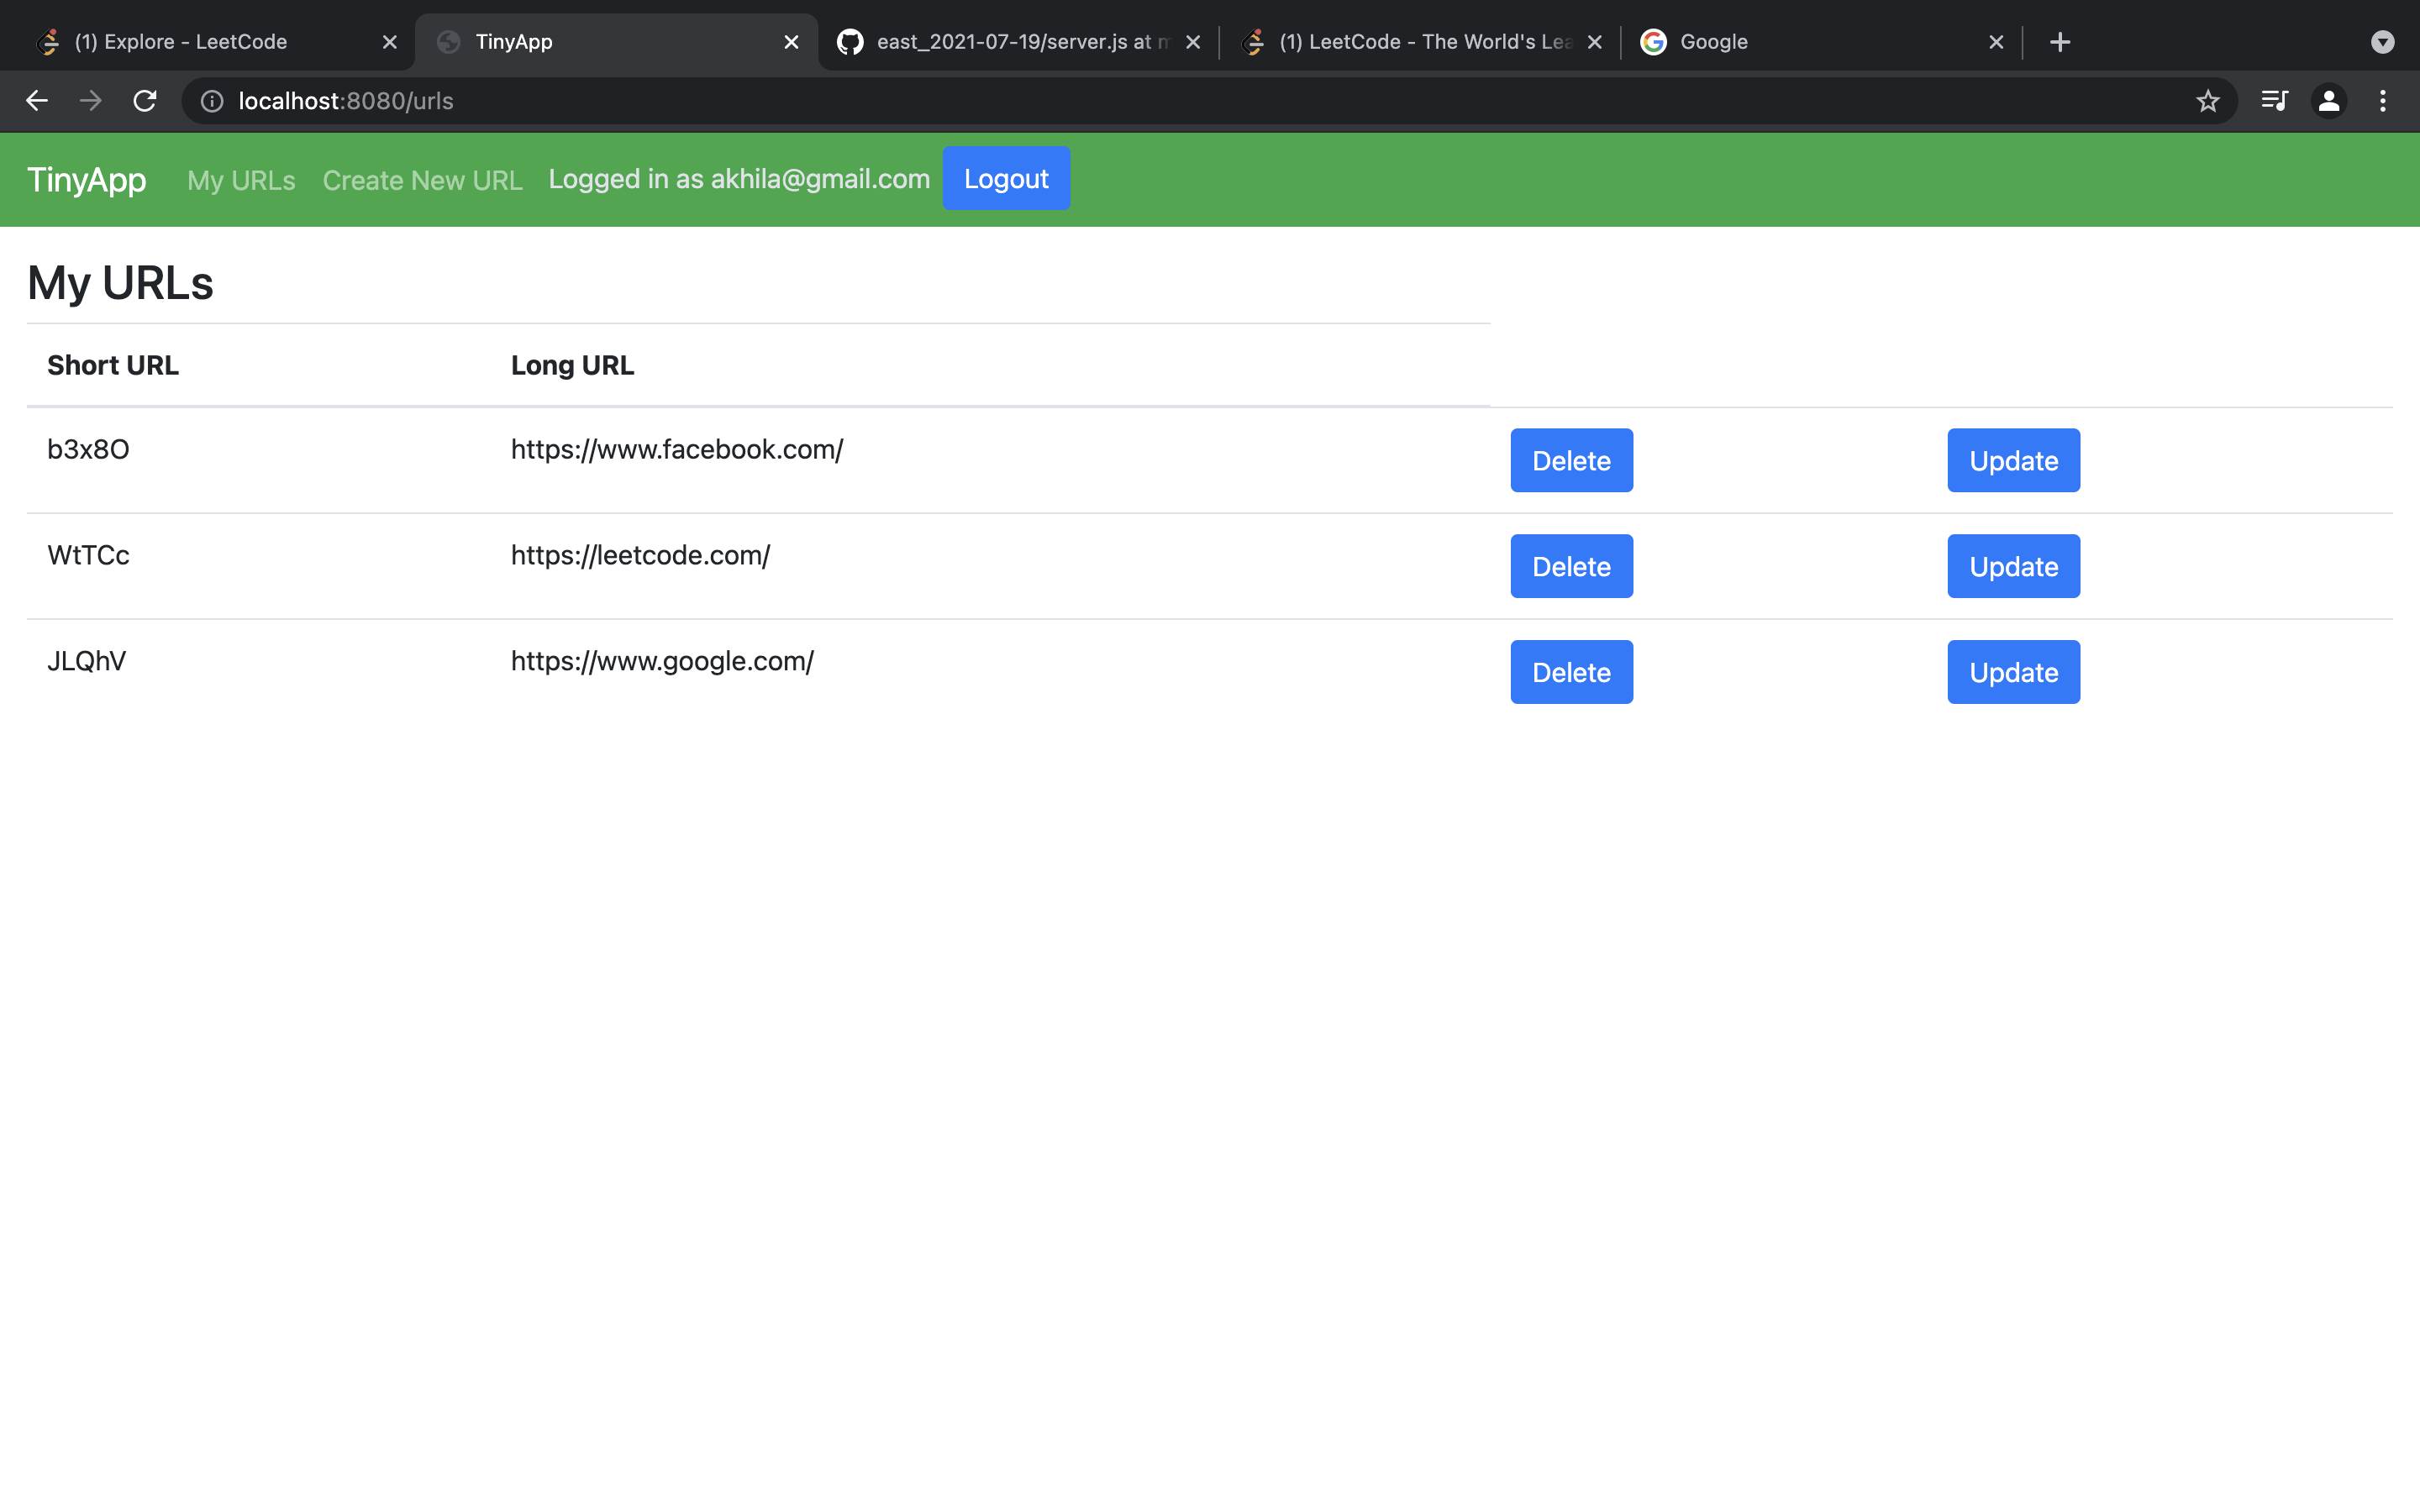 (1) Explore - LeetCode
TinyApp
east_2021-07-19/server.js at
(1) LeetCode - The World's
Google
localhost:8080/urls
TinyApp My URLs Create New URL Logged in as akhila@gmail.com Logout
My URLs
Short URL Long URL
b3x8O https://www.facebook.com/ Delete Update
WtTCc https://leetcode.com/ Delete Update
JLQhV https://www.google.com/ Delete Update